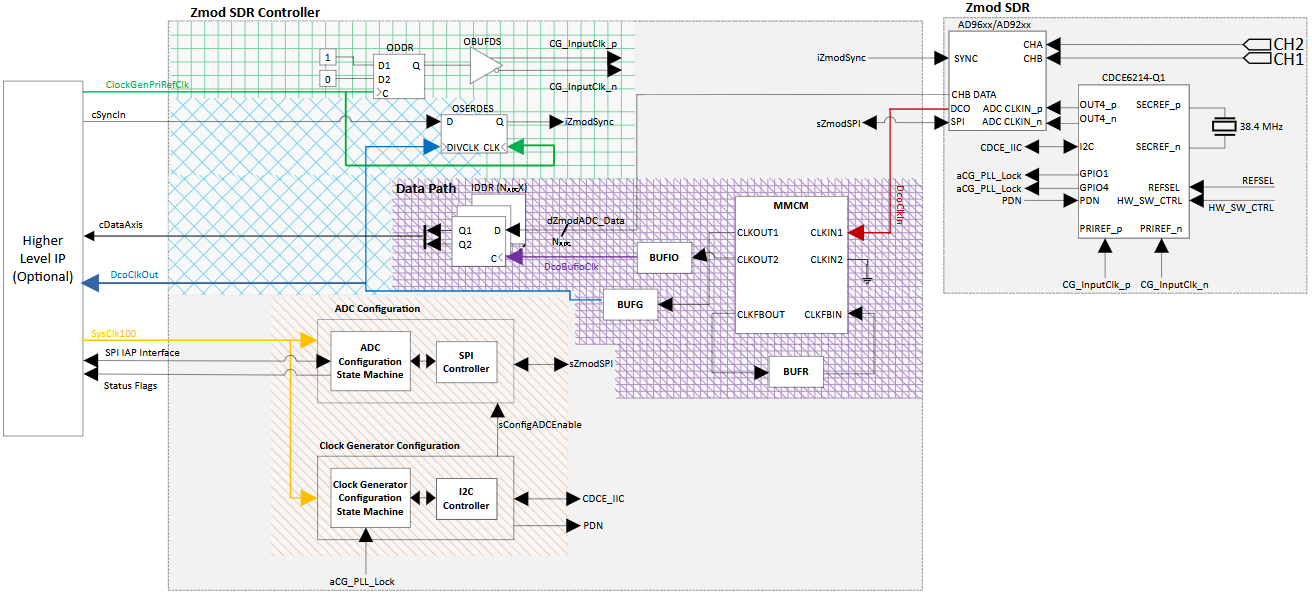 Zmod SDR Controller
Zmod SDR
AD96xx/AD92xx
ODDR
OBUFDS
CG_InputClk_p
1
D1
Q
0
D2
C
CG_InputClk_n
ClockGenPriRefClk
cSyncIn
OSERDES
D
Q
iZmodSync
DIVCLK
CLK
iZmodSync
SYNC
CHA
CHB
CH2
CH1
CHB DATA
DCO
ADC CLKIN_p
sZmodSPI
SPI
ADC CLKIN_n
CDCE6214-Q1
OUT4_p
SECREF_p
OUT4_n
38.4 MHz
CDCE_IIC
I2C
SECREF_n
aCG_PLL_Lock
GPIO1
aCG_PLL_Lock
GPIO4
REFSEL
REFSEL
PDN
PDN
HW_SW_CTRL
HW_SW_CTRL
PRIREF_p
PRIREF_n
CG_InputClk_p
CG_InputClk_n
Data Path
IDDR (NADCX)
DcoClkIn
MMCM
cDataAxis
Q1
D
dZmodADC_Data
Q2
NADC
C
DcoBufioClk
CLKOUT1
CLKIN1
BUFIO
CLKOUT2
CLKIN2
BUFG
CLKFBOUT
CLKFBIN
BUFR
Higher
Level IP
(Optional)
DcoClkOut
ADC Configuration
SysClk100
SPI IAP Interface
Status Flags
ADC
Configuration
State Machine
SPI
Controller
sZmodSPI
sConfigADCEnable
Clock Generator Configuration
Clock Generator
Configuration
State Machine
I2C
Controller
CDCE_IIC
PDN
aCG_PLL_Lock